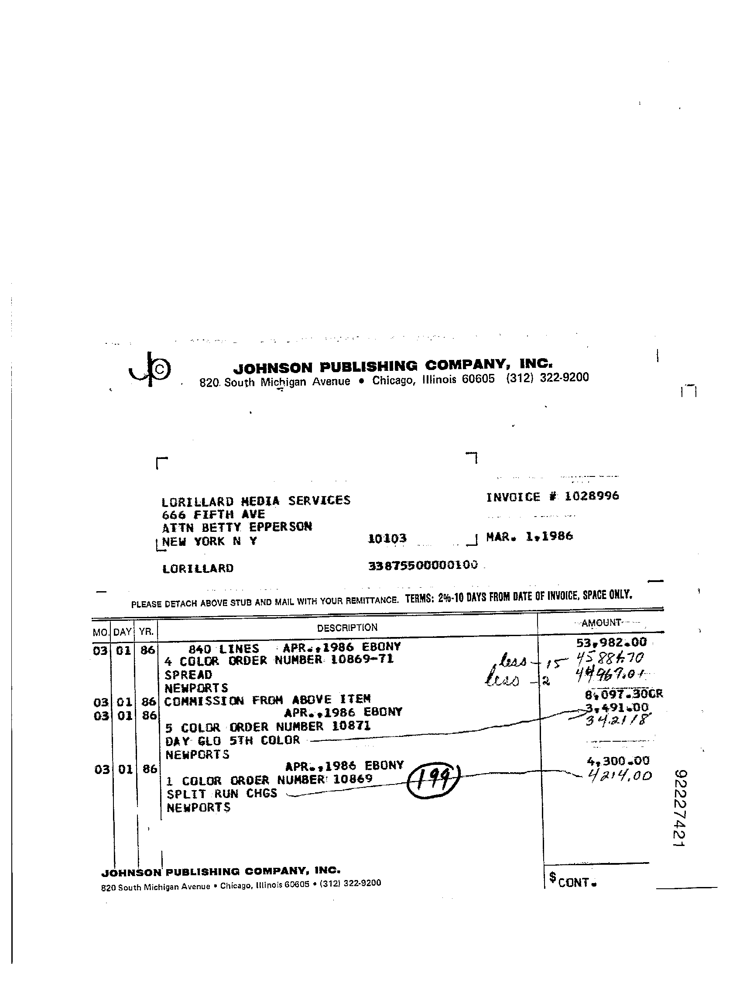 JOHNSON PUBLISHING COMPANY, INC.
820 South Michigan Avenue • Chicago, Illinois 60605 (312) 322-9200
INVOICE # 1028996
LORILLARD MEDIA SERVICES
666 FIFTH AVE
ATTN BETTY EPPERSON
NEW YORK N Y 10103 MAR. 1,1986
LORILLARD 33875500000100
PLEASE DETACH ABOVE STUB AND MAIL WITH YOUR REMITTANCE. TERMS: 2%-10 DAYS FROM DATE OF INVOICE, SPACE ONLY.
MO. DAY YR. DESCRIPTION AMOUNT
03 01 86 840 LINES APR.,1986 EBONY 53,982.00
4 COLOR ORDER NUMBER 10869-71 less - 15 45884.70
SPREAD less - 2 44967.01
NEWPORTS
03 01 86 COMMISSION FROM ABOVE ITEM 8,097.30CR
03 01 86 APR.,1986 EBONY 3,491.00
5 COLOR ORDER NUMBER 10871 3421.18
DAY GLO 5TH COLOR
NEWPORTS
03 01 86 APR.,1986 EBONY 4,300.00
1 COLOR ORDER NUMBER 10869 199 4214.00
SPLIT RUN CHGS
NEWPORTS
92227421
JOHNSON PUBLISHING COMPANY, INC.
820 South Michigan Avenue • Chicago, Illinois 60605 • (312) 322-9200
$ CONT.